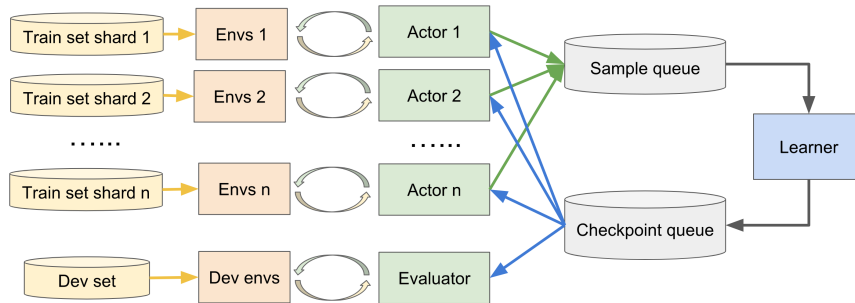 Train set shard 1
Envs 1
Actor 1
Sample queue
Train set shard 2
Envs 2
Actor 2
......
......
Learner
Train set shard n
Envs n
Actor n
Checkpoint queue
Dev set
Dev envs
Evaluator